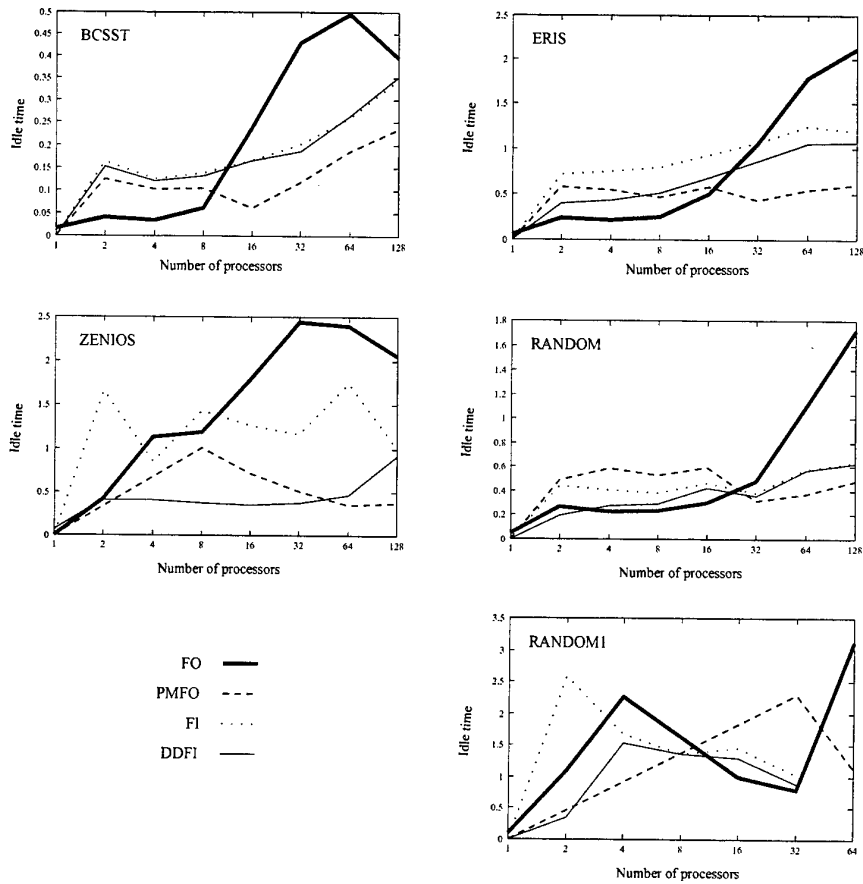 BCSST
Idle time
0.5
0.45
0.4
0.35
0.3
0.25
0.2
0.15
0.1
0.05
0
1 2 4 8 16 32 64 128
Number of processors
ERIS
Idle time
2.5
2
1.5
1
0.5
0
1 2 4 8 16 32 64 128
Number of processors
ZENIOS
Idle time
2.5
2
1.5
1
0.5
0
1 2 4 8 16 32 64 128
Number of processors
RANDOM
Idle time
1.8
1.6
1.4
1.2
1
0.8
0.6
0.4
0.2
0
1 2 4 8 16 32 64 128
Number of processors
FO
PMFO
FI
DDFI
RANDOM1
Idle time
3.5
3
2.5
2
1.5
1
0.5
0
1 2 4 8 16 32 64
Number of processors